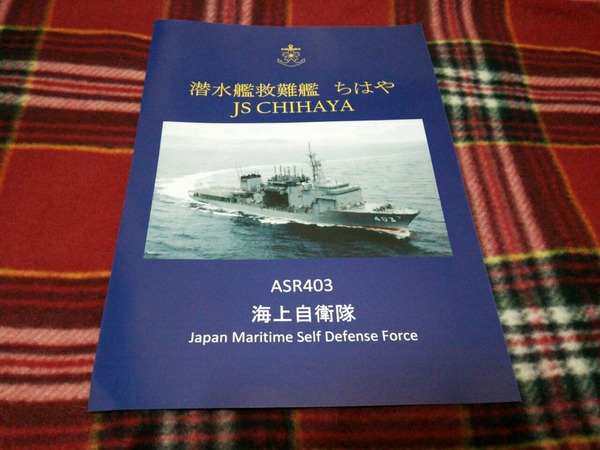 潜水艦救難艦 ちはや
JS CHIHAYA
403
ASR403
海上自衛隊
Japan Maritime Self Defense Force